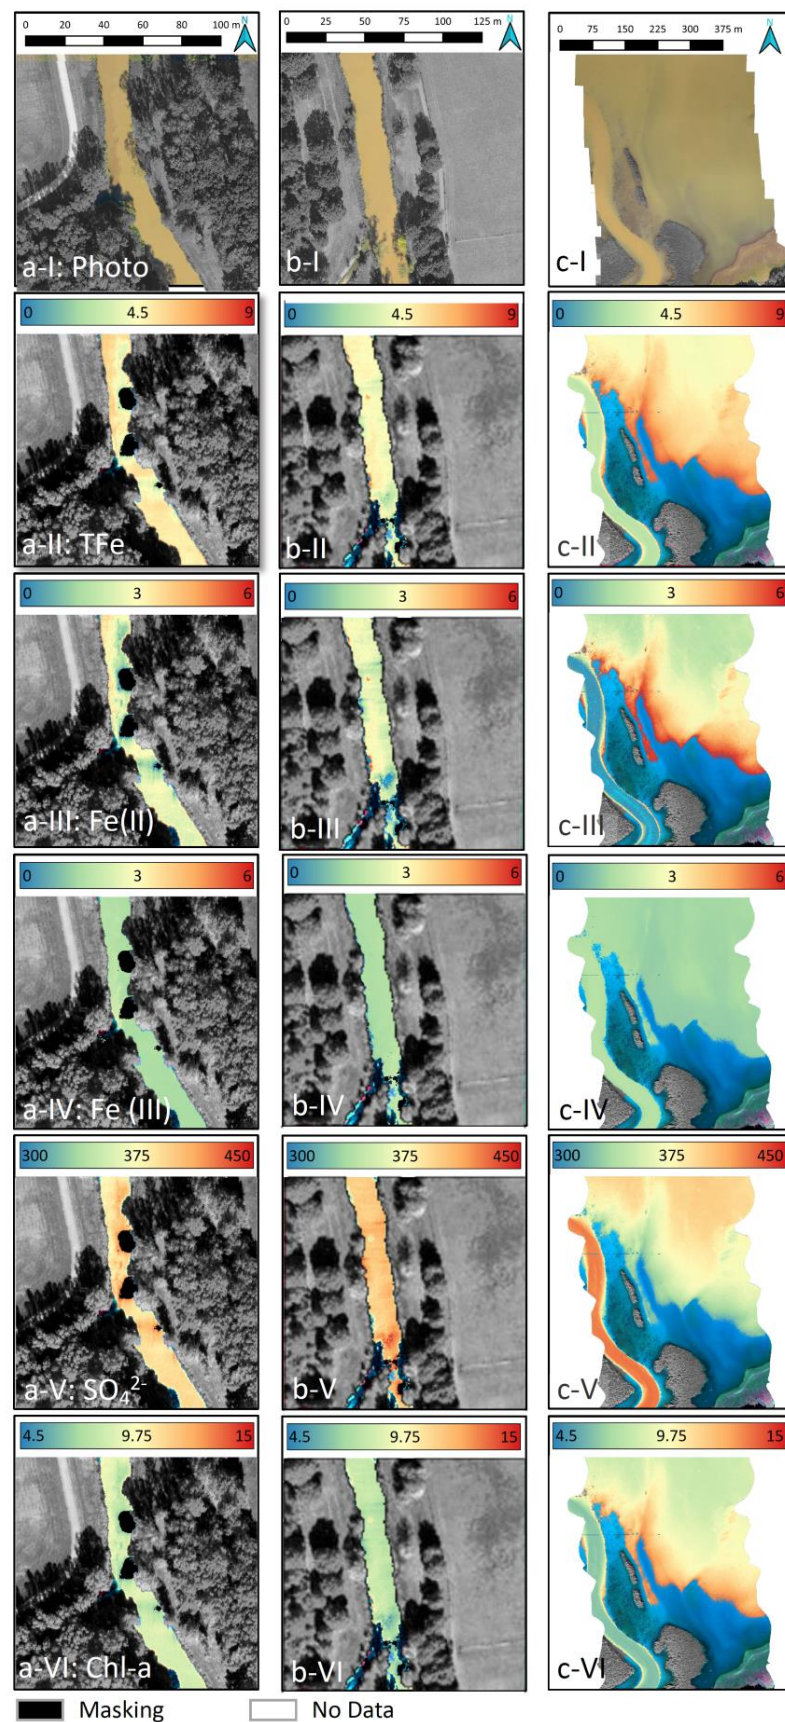 0 20 40 60 80 100 m N
0 25 50 75 100 125 m N
0 75 150 225 300 375 m N
a-I: Photo b-I c-I
0 4.5 9 0 4.5 9 0 4.5 9
a-II: TFe b-II c-II
0 3 6 0 3 6 0 3 6
a-III: Fe(II) b-III c-III
0 3 6 0 3 6 0 3 6
a-IV: Fe (III) b-IV c-IV
300 375 450 300 375 450 300 375 450
a-V: SO₄²⁻ b-V c-V
4.5 9.75 15 4.5 9.75 15 4.5 9.75 15
a-VI: Chl-a b-VI c-VI
Masking No Data